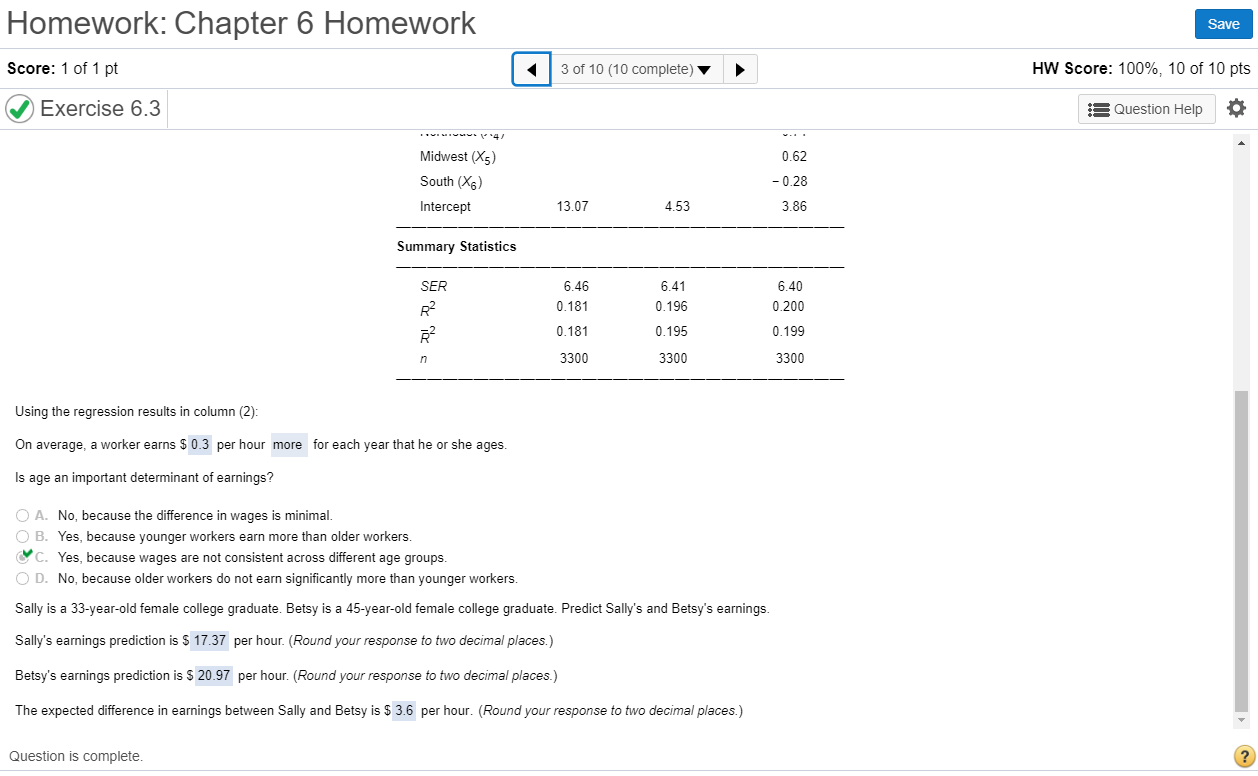 Homework: Chapter 6 Homework
Save
Score: 1 of 1 pt
3 of 10 (10 complete)
HW Score: 100%, 10 of 10 pts
Exercise 6.3
Question Help
Midwest (X5) 0.62
South (X6) − 0.28
Intercept 13.07 4.53 3.86
Summary Statistics
SER 6.46 6.41 6.40
R² 0.181 0.196 0.200
R̅² 0.181 0.195 0.199
n 3300 3300 3300
Using the regression results in column (2):
On average, a worker earns $ 0.3 per hour more for each year that he or she ages.
Is age an important determinant of earnings?
A. No, because the difference in wages is minimal.
B. Yes, because younger workers earn more than older workers.
C. Yes, because wages are not consistent across different age groups.
D. No, because older workers do not earn significantly more than younger workers.
Sally is a 33-year-old female college graduate. Betsy is a 45-year-old female college graduate. Predict Sally's and Betsy's earnings.
Sally's earnings prediction is $ 17.37 per hour. (Round your response to two decimal places.)
Betsy's earnings prediction is $ 20.97 per hour. (Round your response to two decimal places.)
The expected difference in earnings between Sally and Betsy is $ 3.6 per hour. (Round your response to two decimal places.)
Question is complete.
?